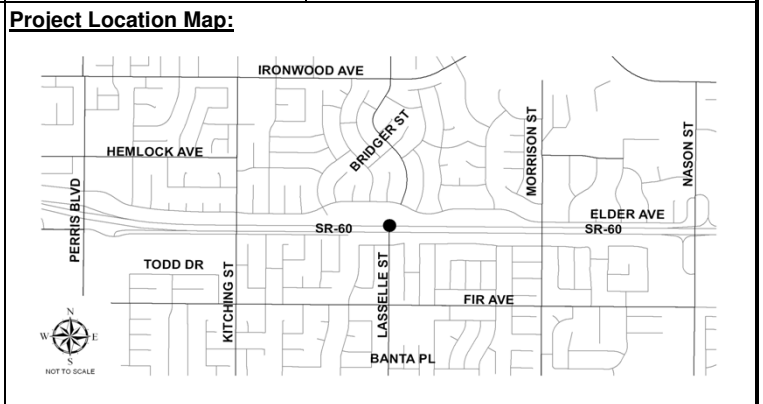 Project Location Map:
IRONWOOD AVE
BRIDGER ST
HEMLOCK AVE
MORRISON ST
NASON ST
PERRIS BLVD
ELDER AVE
SR-60
SR-60
TODD DR
KITCHING ST
LASSELLE ST
FIR AVE
BANTA PL
N
W
E
S
NOT TO SCALE